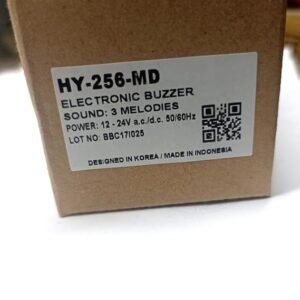 HY-256-MD
ELECTRONIC BUZZER
SOUND: 3 MELODIES
POWER: 12 - 24V a.c./d.c. 50/60Hz
LOT NO: BBC17I025
DESIGNED IN KOREA / MADE IN INDONESIA